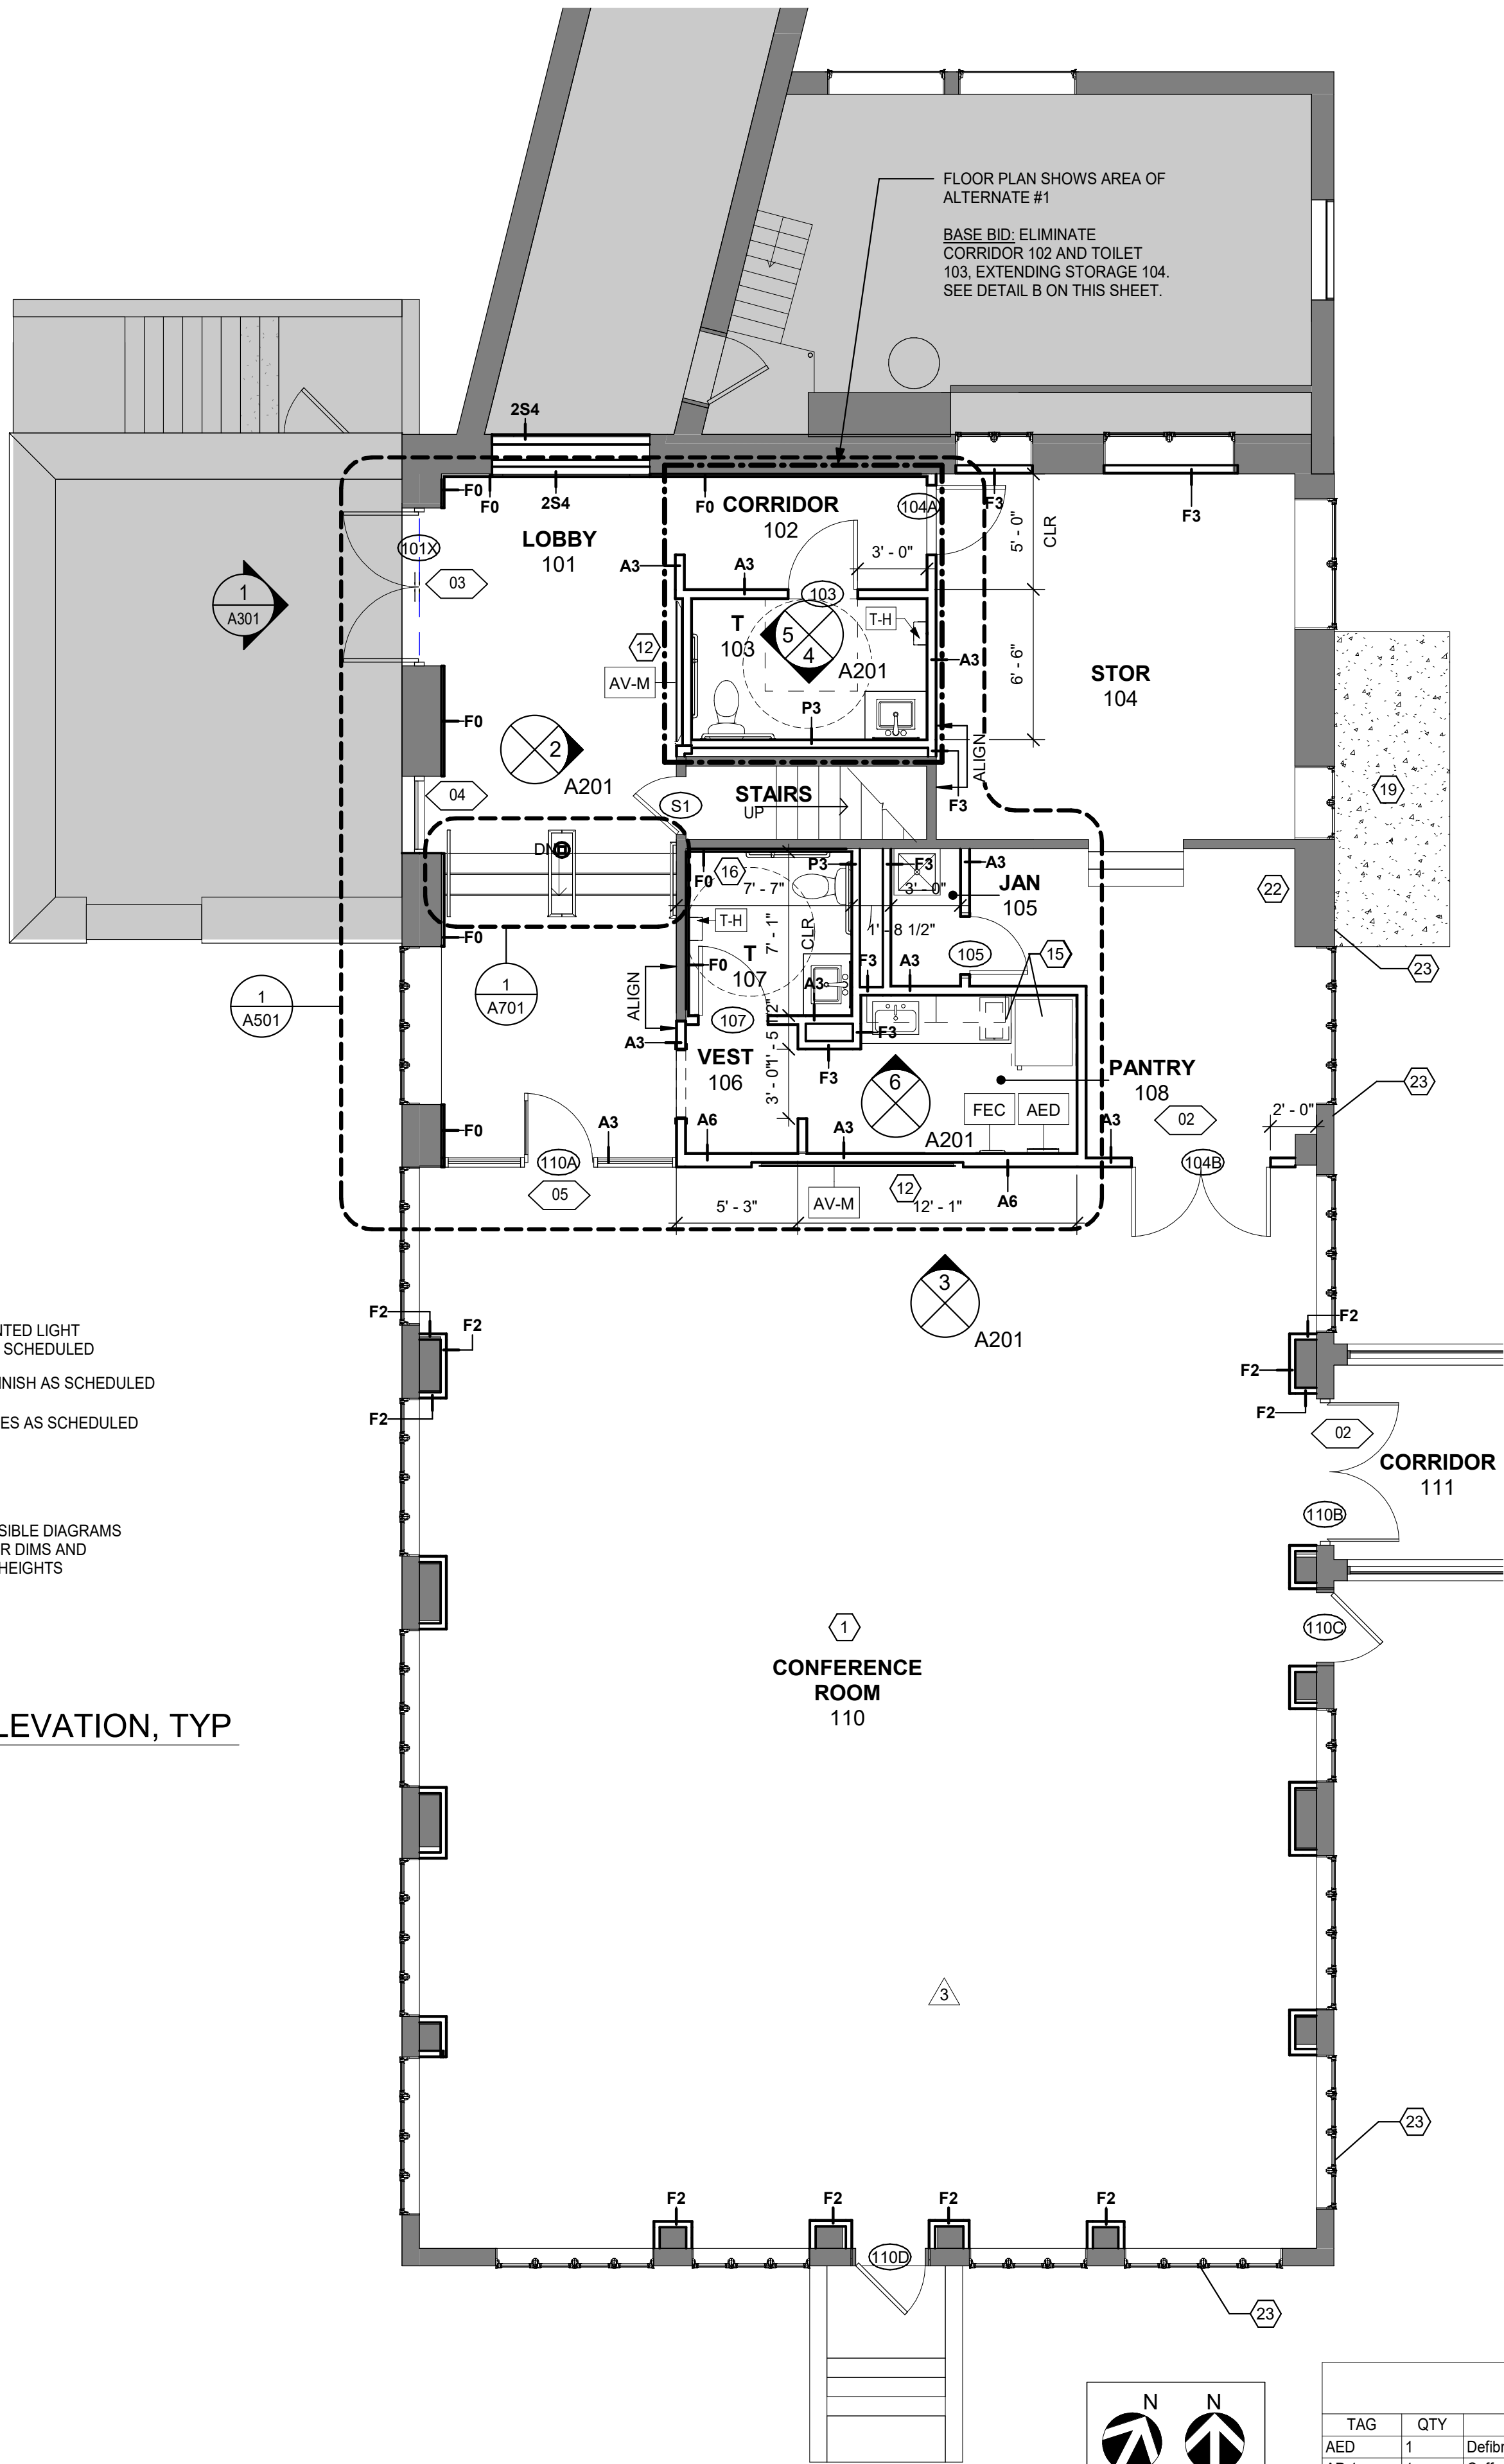 FLOOR PLAN SHOWS AREA OF
ALTERNATE #1
BASE BID: ELIMINATE
CORRIDOR 102 AND TOILET
103, EXTENDING STORAGE 104.
SEE DETAIL B ON THIS SHEET.
2S4
F0
F0
2S4
F0
CORRIDOR
102
104A
F3
F3
5' - 0"
CLR
LOBBY
101
101X
03
1
A301
A3
A3
3' - 0"
103
T
103
5
4
A201
T-H
A3
6' - 6"
12
AV-M
STOR
104
F0
P3
2
A201
ALIGN
04
S1
STAIRS
UP
F3
19
DN
F0
16
P3
F3
A3
JAN
105
22
7' - 7"
3' - 0"
T-H
7' - 1"
CLR
1' - 8 1/2"
F0
F0
T
107
105
15
23
1
A501
1
A701
ALIGN
A3
F3
A3
107
1' - 5 1/2"
F3
A3
VEST
106
F3
3' - 0"
6
A201
PANTRY
108
23
FEC
AED
02
2' - 0"
F0
A3
A6
A3
A3
110A
104B
05
AV-M
12
A6
5' - 3"
12' - 1"
3
A201
F2
F2
F2
F2
F2
F2
NTED LIGHT
SCHEDULED
INISH AS SCHEDULED
ES AS SCHEDULED
02
CORRIDOR
111
110B
SIBLE DIAGRAMS
R DIMS AND
HEIGHTS
1
110C
CONFERENCE
ROOM
110
LEVATION, TYP
3
23
F2
F2
F2
F2
110D
23
N
N
TAG
QTY
AED
1
Defibr